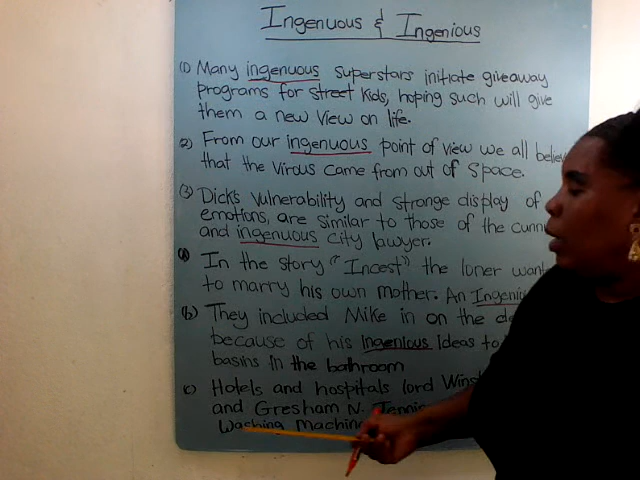 Ingenuous & Ingenious
(1) Many ingenuous superstars initiate giveaway
programs for street kids, hoping such will give
them a new view on life.
(2) From our ingenuous point of view we all
that the virous came from out of space.
(3) Dick's vulnerability and strange display of
emotions, are similar to those of the
and ingenuous city lawyer.
(a) In the story "Incest" the loner
to marry his own mother. An
(b) They included Mike in on the
because of his ingenious ideas to
basins in the bahroom
(c) Hotels and hospitals lord
and Gresham N.
Washing